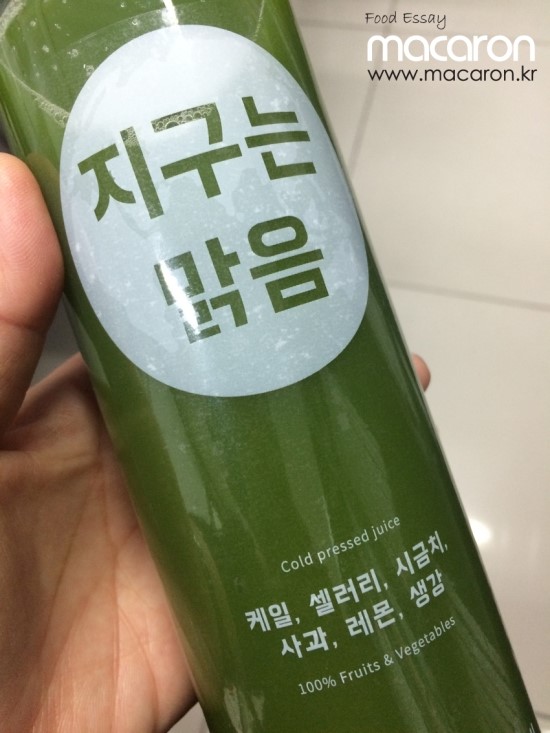 Food Essay
macaron
www.macaron.kr
지구는
맑음
Cold pressed juice
케일, 셀러리, 시금치,
사과, 레몬, 생강
100% Fruits & Vegetables